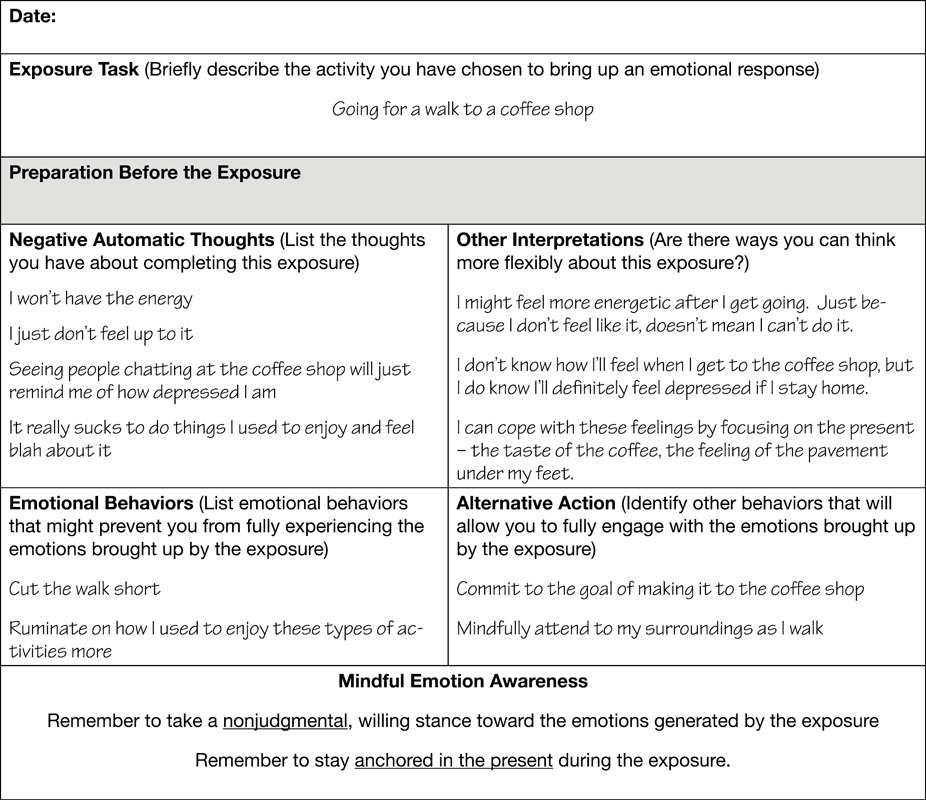 Date:
Exposure Task (Briefly describe the activity you have chosen to bring up an emotional response)
Going for a walk to a coffee shop
Preparation Before the Exposure
Negative Automatic Thoughts (List the thoughts
you have about completing this exposure)
I won't have the energy
I just don't feel up to it
Seeing people chatting at the coffee shop will just
remind me of how depressed I am
It really sucks to do things I used to enjoy and feel
blah about it
Other Interpretations (Are there ways you can think
more flexibly about this exposure?)
I might feel more energetic after I get going.  Just be-
cause I don't feel like it, doesn't mean I can't do it.
I don't know how I'll feel when I get to the coffee shop, but
I do know I'll definitely feel depressed if I stay home.
I can cope with these feelings by focusing on the present
– the taste of the coffee, the feeling of the pavement
under my feet.
Emotional Behaviors (List emotional behaviors
that might prevent you from fully experiencing the
emotions brought up by the exposure)
Cut the walk short
Ruminate on how I used to enjoy these types of ac-
tivities more
Alternative Action (Identify other behaviors that will
allow you to fully engage with the emotions brought up
by the exposure)
Commit to the goal of making it to the coffee shop
Mindfully attend to my surroundings as I walk
Mindful Emotion Awareness
Remember to take a nonjudgmental, willing stance toward the emotions generated by the exposure
Remember to stay anchored in the present during the exposure.